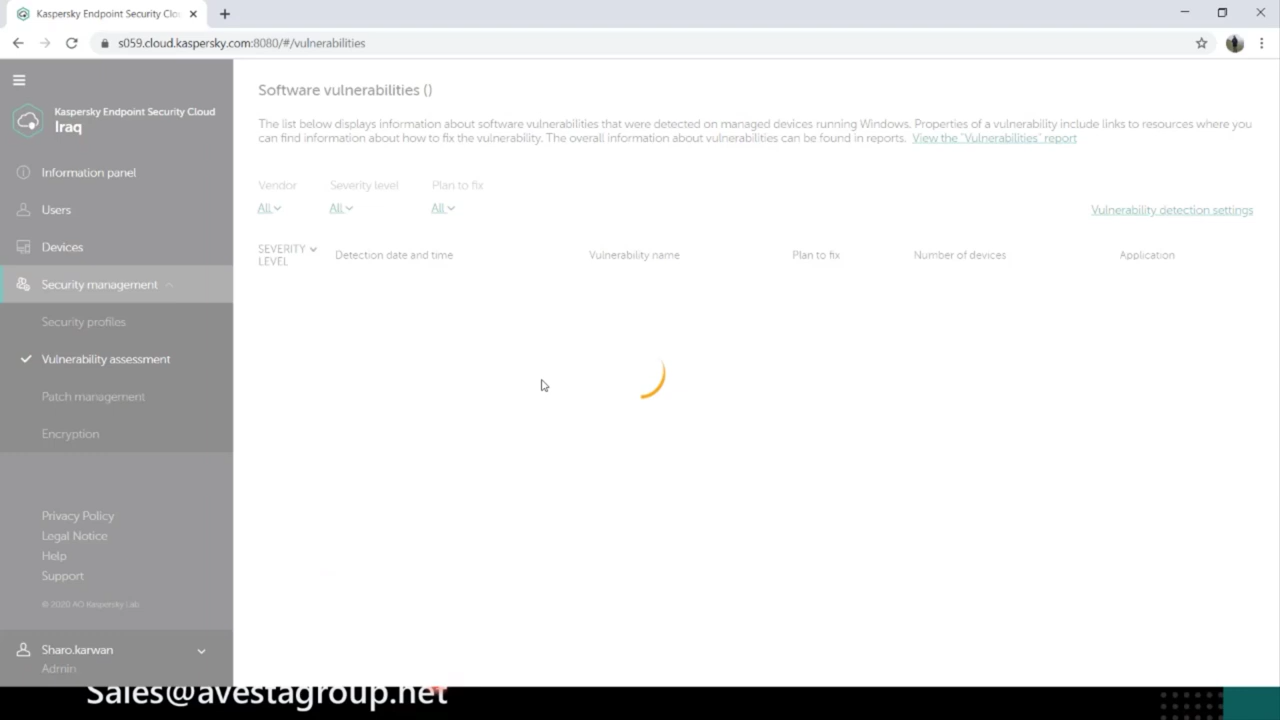 Kaspersky Endpoint Security Clo
s059.cloud.kaspersky.com:8080/#/vulnerabilities
Kaspersky Endpoint Security Cloud
Iraq
Information panel
Users
Devices
Security management
Security profiles
Vulnerability assessment
Patch management
Encryption
Privacy Policy
Legal Notice
Help
Support
© 2020 AO Kaspersky Lab
Sharo.karwan
Admin
Software vulnerabilities ()
The list below displays information about software vulnerabilities that were detected on managed devices running Windows. Properties of a vulnerability include links to resources where you
can find information about how to fix the vulnerability. The overall information about vulnerabilities can be found in reports. View the "Vulnerabilities" report
Vendor Severity level Plan to fix
All All All
Vulnerability detection settings
SEVERITY LEVEL Detection date and time Vulnerability name Plan to fix Number of devices Application
Sales@avestagroup.net